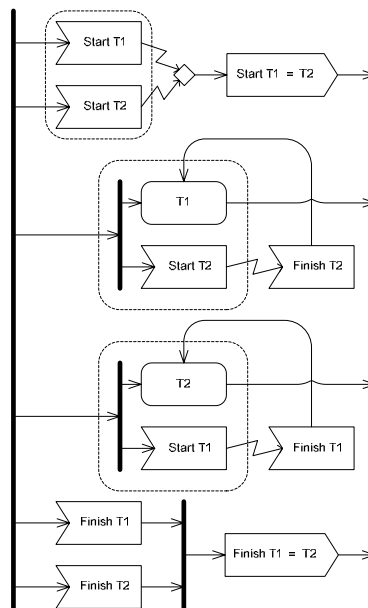 Start T1
Start T2
Start T1 = T2
T1
Start T2
Finish T2
T2
Start T1
Finish T1
Finish T1
Finish T2
Finish T1 = T2